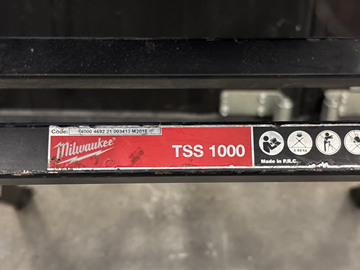 Code:
Milwaukee
TSS 1000
Made in P.R.C.